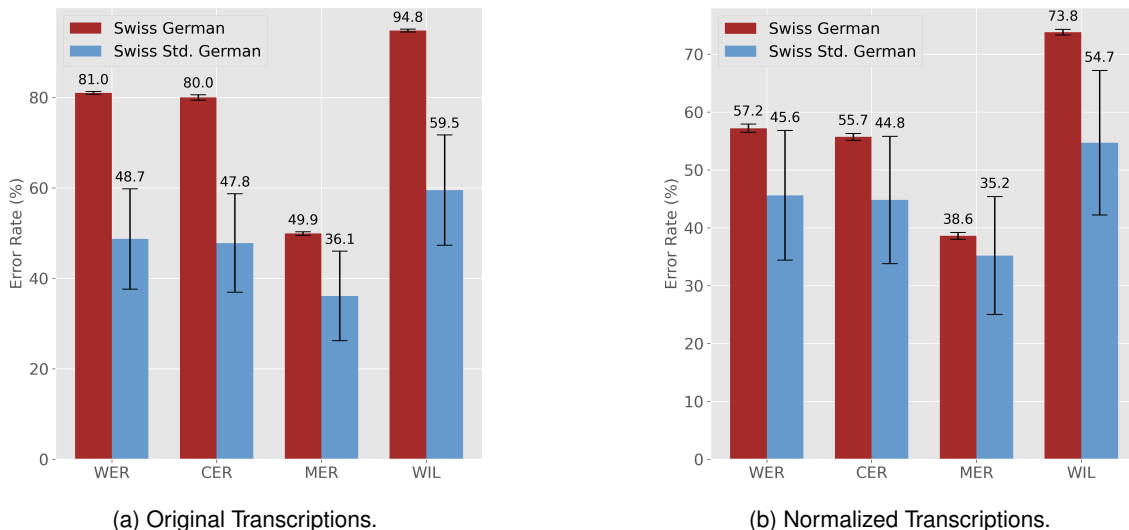 Swiss German
Swiss Std. German
94.8
81.0
80.0
59.5
48.7
47.8
49.9
36.1
Error Rate (%)
80
60
40
20
0
WER CER MER WIL
(a) Original Transcriptions.
Swiss German
Swiss Std. German
73.8
57.2
45.6
55.7
44.8
38.6
35.2
54.7
Error Rate (%)
70
60
50
40
30
20
10
0
WER CER MER WIL
(b) Normalized Transcriptions.